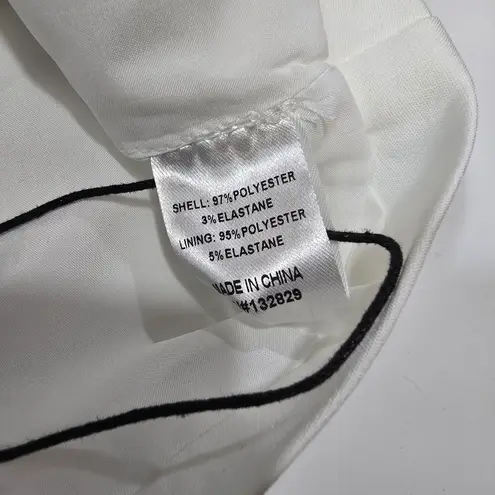 SHELL: 97%POLYESTER
3%ELASTANE
LINING: 95%POLYESTER
5%ELASTANE
MADE IN CHINA
#132829